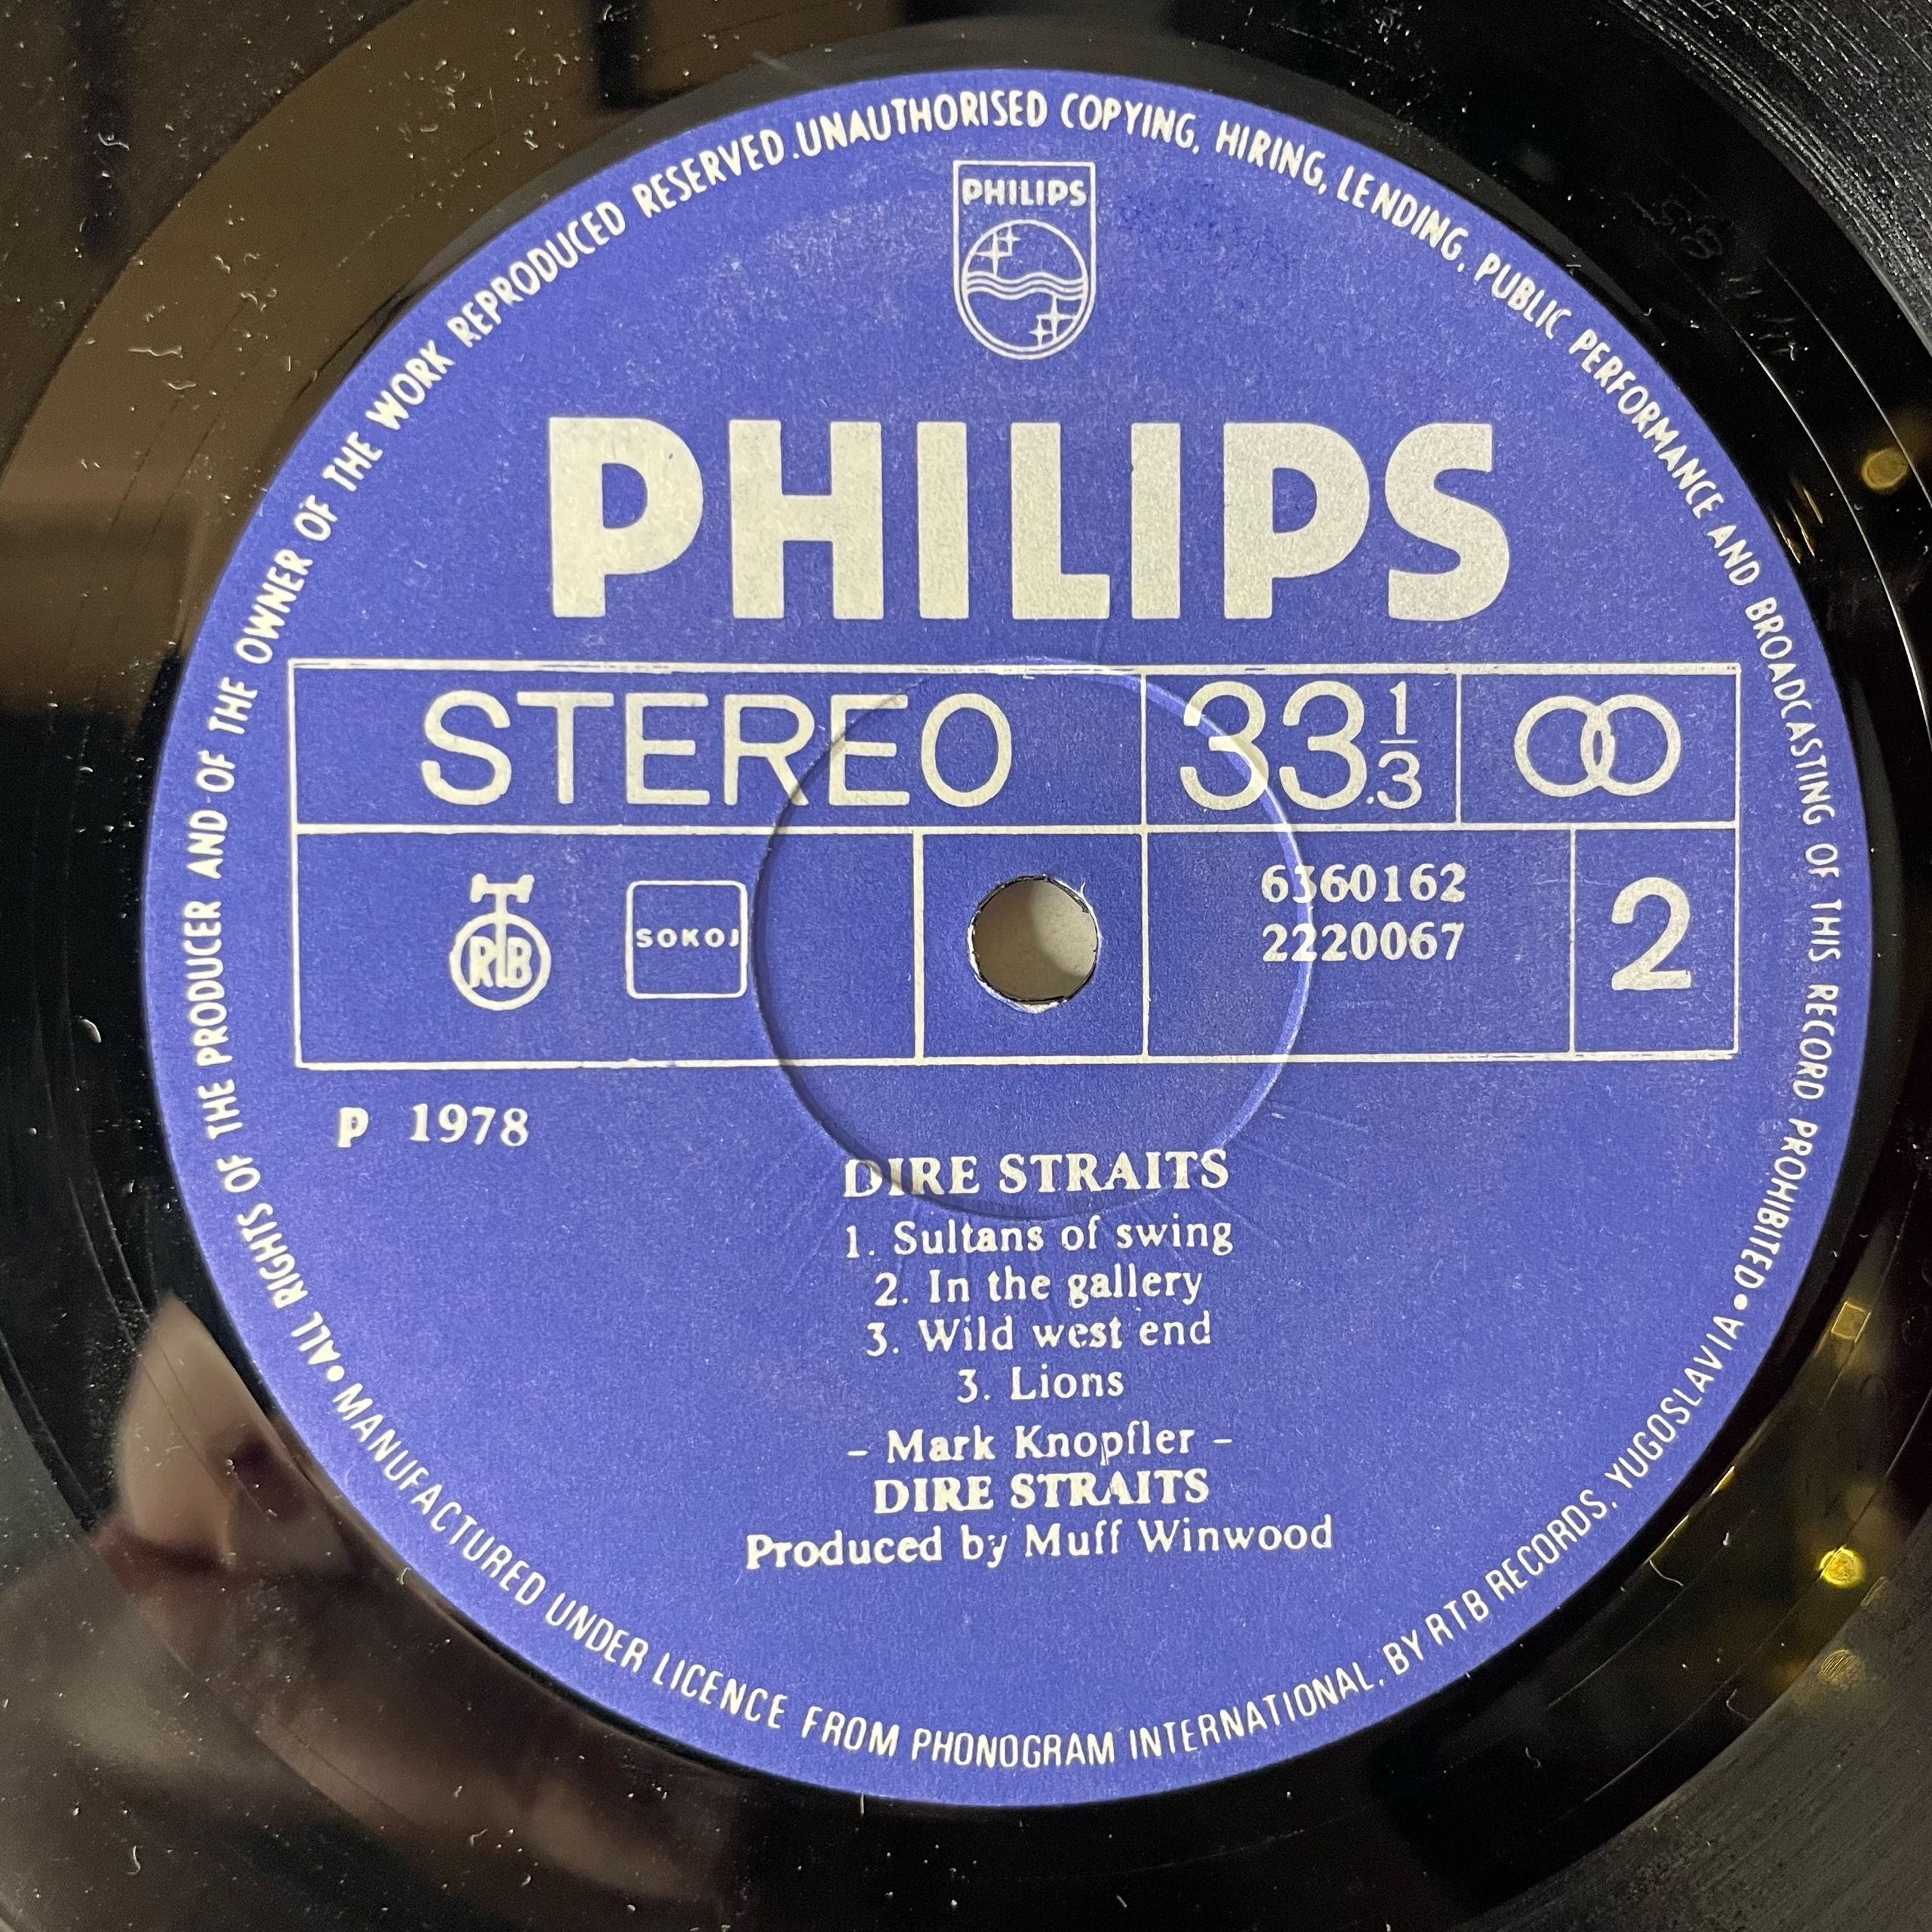 •ALL RIGHTS OF THE PRODUCER AND OF THE OWNER OF THE WORK REPRODUCED RESERVED.UNAUTHORISED COPYING, HIRING, LENDING, PUBLIC PERFORMANCE AND BROADCASTING OF THIS RECORD PROHIBITED•
PHILIPS
PHILIPS
STEREO 33 1/3
RTB SOKOJ 6360162
2220067
2
P 1978
DIRE STRAITS
1. Sultans of swing
2. In the gallery
3. Wild west end
3. Lions
– Mark Knopfler –
DIRE STRAITS
Produced by Muff Winwood
MANUFACTURED UNDER LICENCE FROM PHONOGRAM INTERNATIONAL, BY RTB RECORDS, YUGOSLAVIA